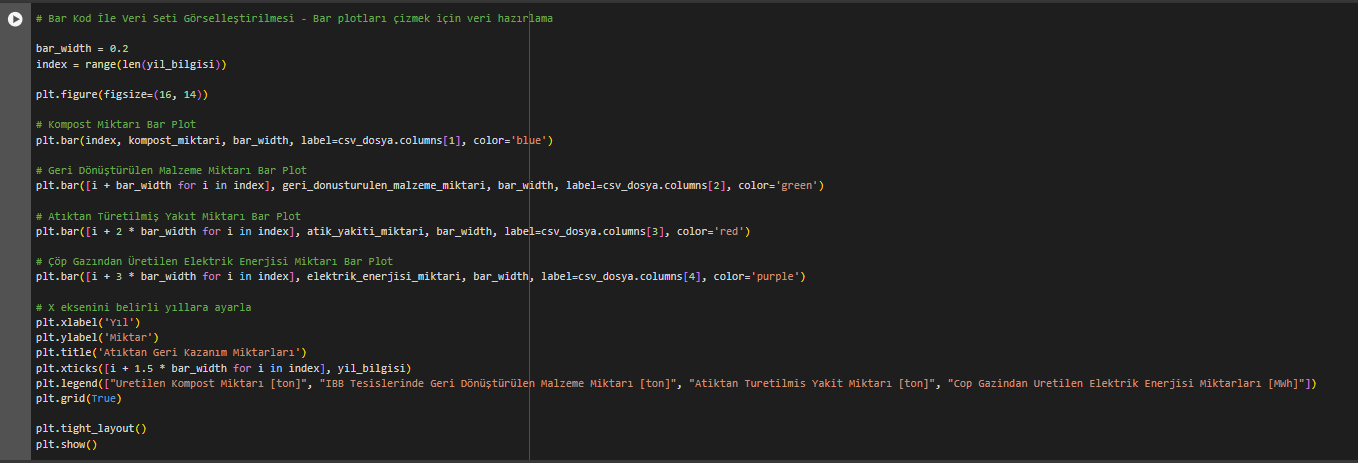 # Bar Kod İle Veri Seti Görselleştirilmesi - Bar plotları çizmek için veri hazırlama
bar_width = 0.2
index = range(len(yil_bilgisi))
plt.figure(figsize=(16, 14))
# Kompost Miktarı Bar Plot
plt.bar(index, kompost_miktari, bar_width, label=csv_dosya.columns[1], color='blue')
# Geri Dönüştürülen Malzeme Miktarı Bar Plot
plt.bar([i + bar_width for i in index], geri_donusturulen_malzeme_miktari, bar_width, label=csv_dosya.columns[2], color='green')
# Atıktan Türetilmiş Yakıt Miktarı Bar Plot
plt.bar([i + 2 * bar_width for i in index], atik_yakiti_miktari, bar_width, label=csv_dosya.columns[3], color='red')
# Çöp Gazından Üretilen Elektrik Enerjisi Miktarı Bar Plot
plt.bar([i + 3 * bar_width for i in index], elektrik_enerjisi_miktari, bar_width, label=csv_dosya.columns[4], color='purple')
# X eksenini belirli yıllara ayarla
plt.xlabel('Yıl')
plt.ylabel('Miktar')
plt.title('Atıktan Geri Kazanım Miktarları')
plt.xticks([i + 1.5 * bar_width for i in index], yil_bilgisi)
plt.legend(["Uretilen Kompost Miktarı [ton]", "IBB Tesislerinde Geri Dönüştürülen Malzeme Miktarı [ton]", "Atiktan Turetilmis Yakit Miktarı [ton]", "Cop Gazindan Uretilen Elektrik Enerjisi Miktarları [MWh]"])
plt.grid(True)
plt.tight_layout()
plt.show()